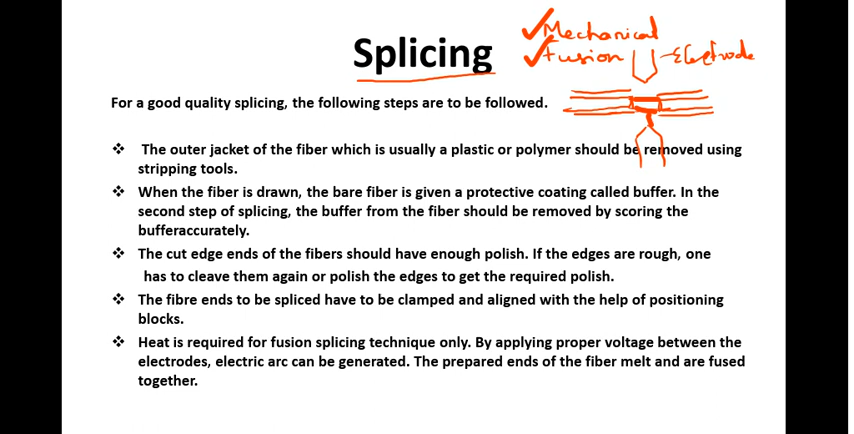 Splicing
Mechanical
Fusion
Electrode
For a good quality splicing, the following steps are to be followed.
❖ The outer jacket of the fiber which is usually a plastic or polymer should be removed using
stripping tools.
❖ When the fiber is drawn, the bare fiber is given a protective coating called buffer. In the
second step of splicing, the buffer from the fiber should be removed by scoring the
bufferaccurately.
❖ The cut edge ends of the fibers should have enough polish. If the edges are rough, one
has to cleave them again or polish the edges to get the required polish.
❖ The fibre ends to be spliced have to be clamped and aligned with the help of positioning
blocks.
❖ Heat is required for fusion splicing technique only. By applying proper voltage between the
electrodes, electric arc can be generated. The prepared ends of the fiber melt and are fused
together.